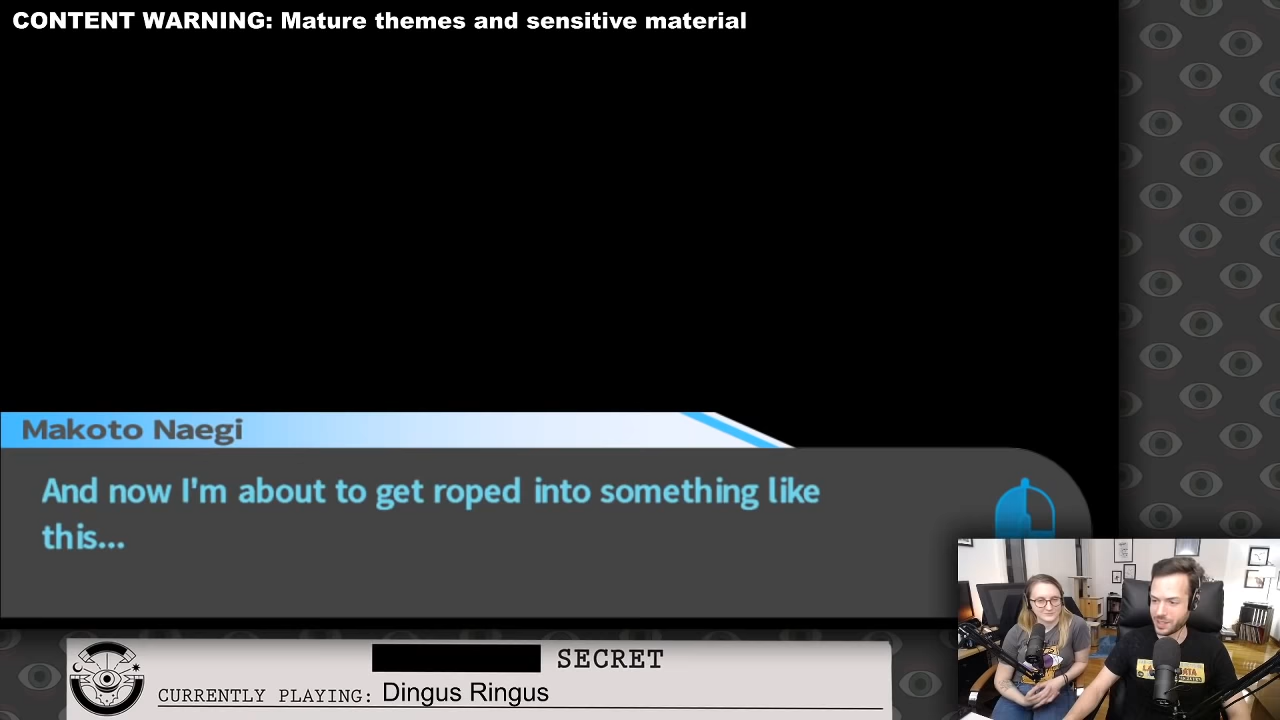 CONTENT WARNING: Mature themes and sensitive material
Makoto Naegi
And now I'm about to get roped into something like
this...
SECRET
CURRENTLY PLAYING: Dingus Ringus